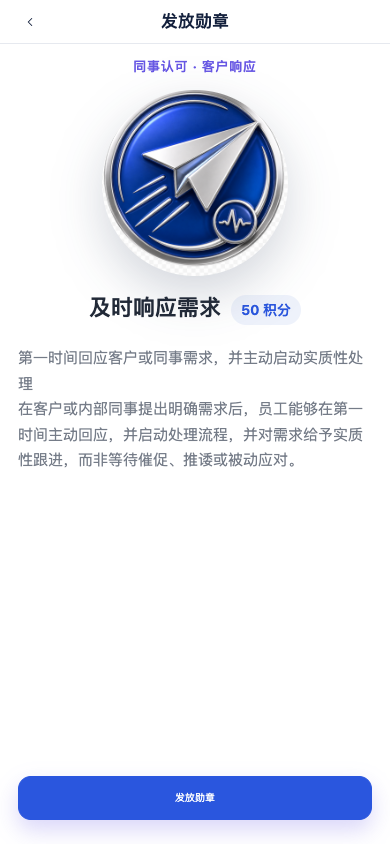 发放勋章
同事认可 · 客户响应
及时响应需求 50 积分
第一时间回应客户或同事需求，并主动启动实质性处
理
在客户或内部同事提出明确需求后，员工能够在第一
时间主动回应，并启动处理流程，并对需求给予实质
性跟进，而非等待催促、推诿或被动应对。
发放勋章